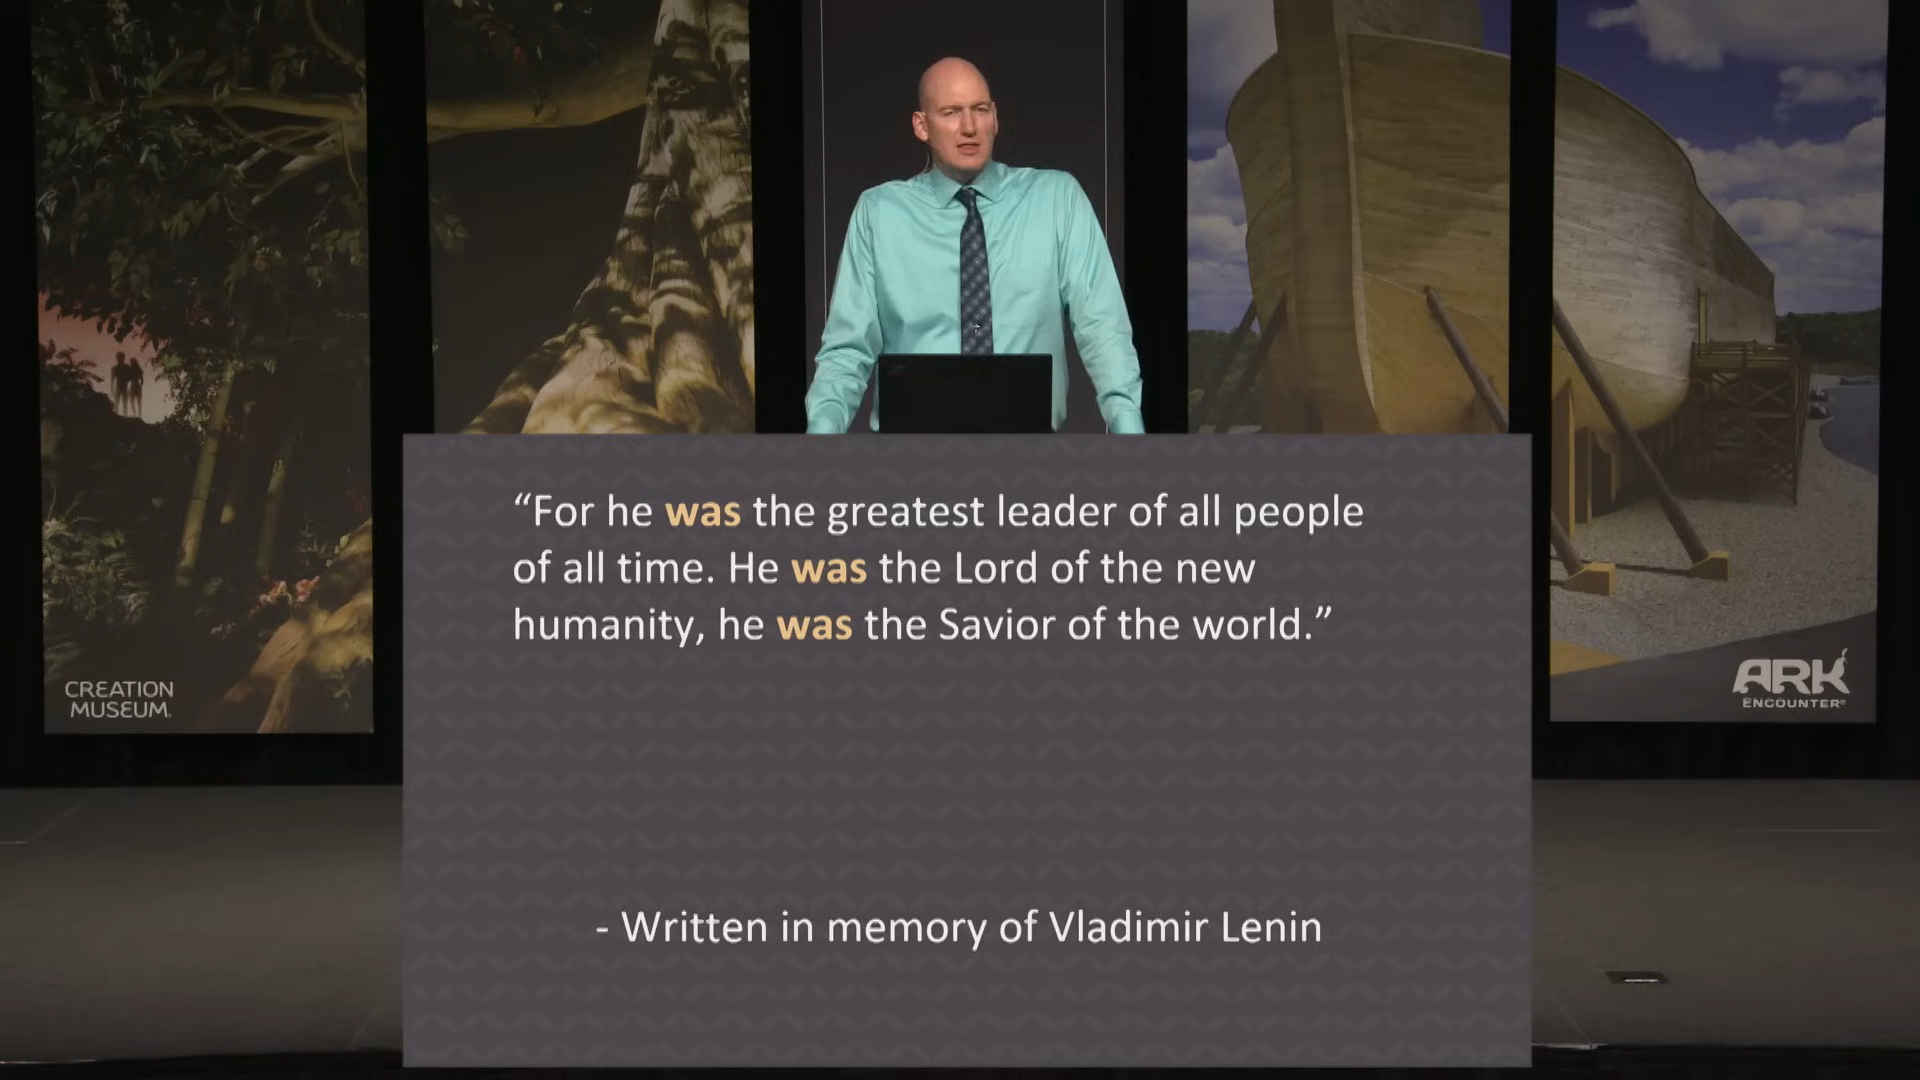 “For he was the greatest leader of all people
of all time. He was the Lord of the new
humanity, he was the Savior of the world.”
- Written in memory of Vladimir Lenin
CREATION
MUSEUM
ARK
ENCOUNTER